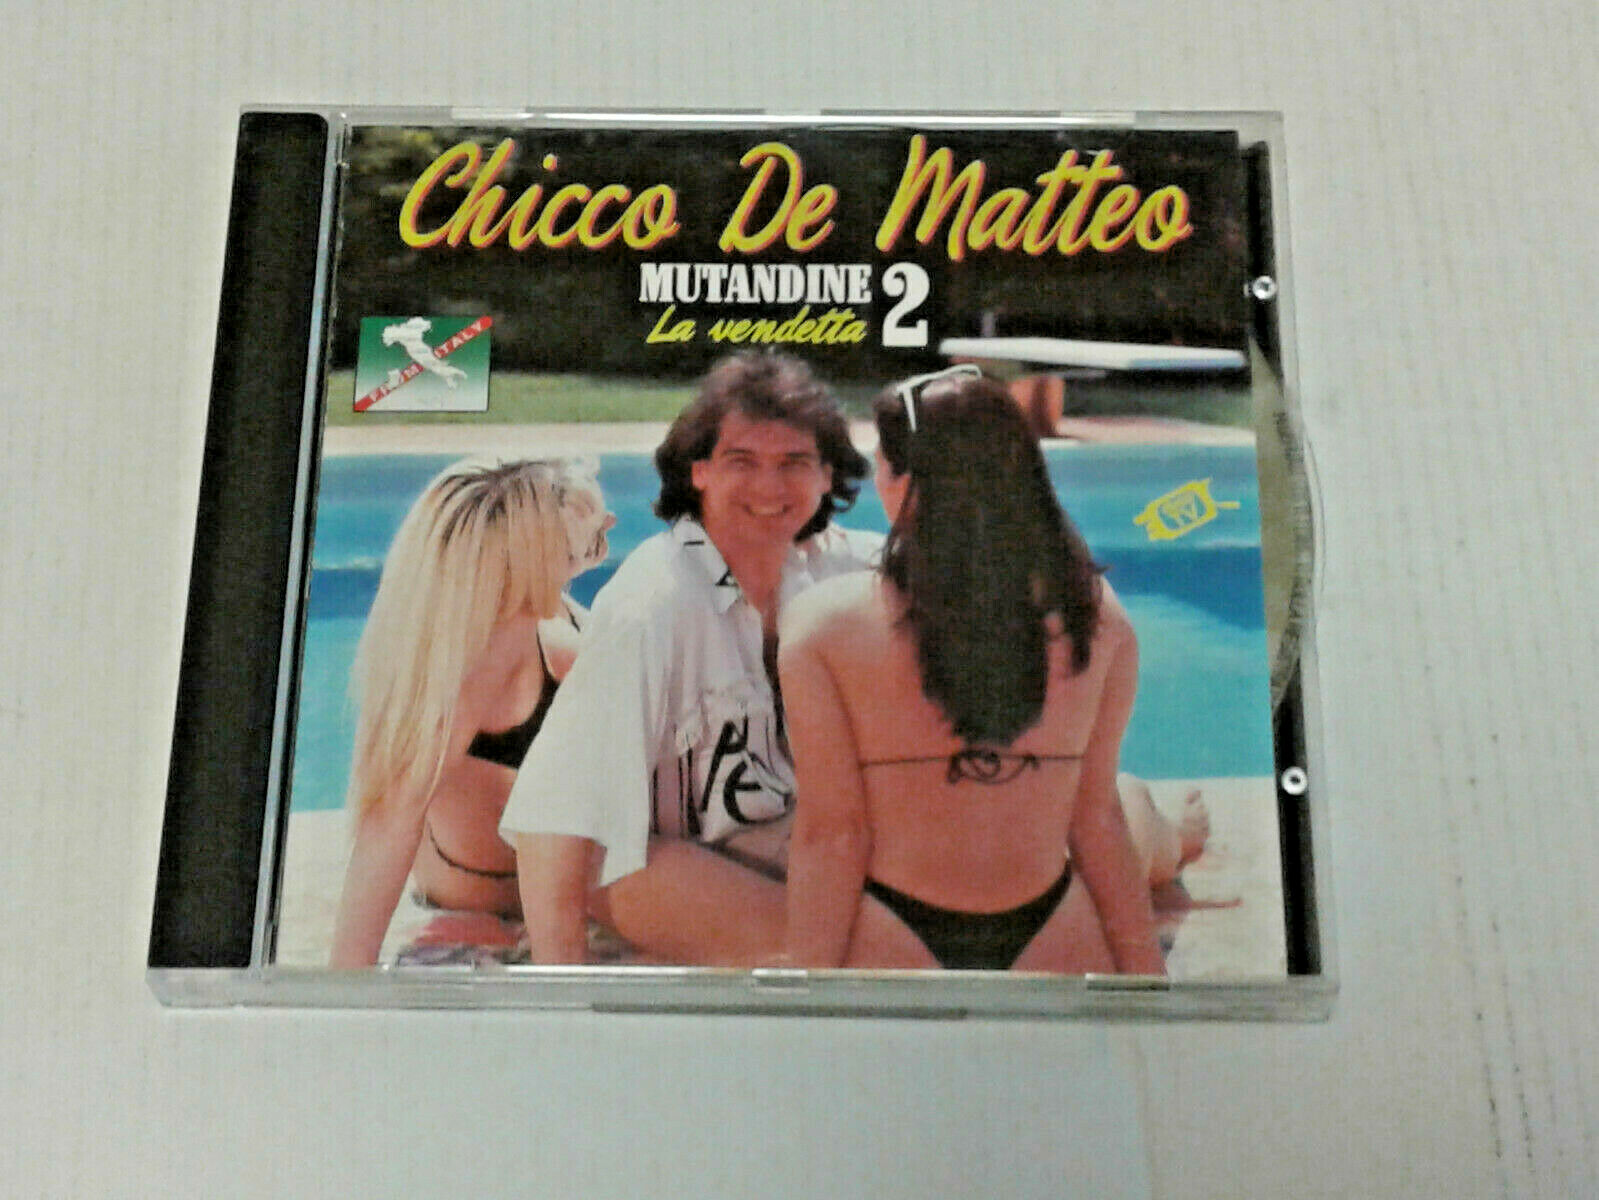 Chicco De Matteo
MUTANDINE 2
La vendetta
FROM ITALY